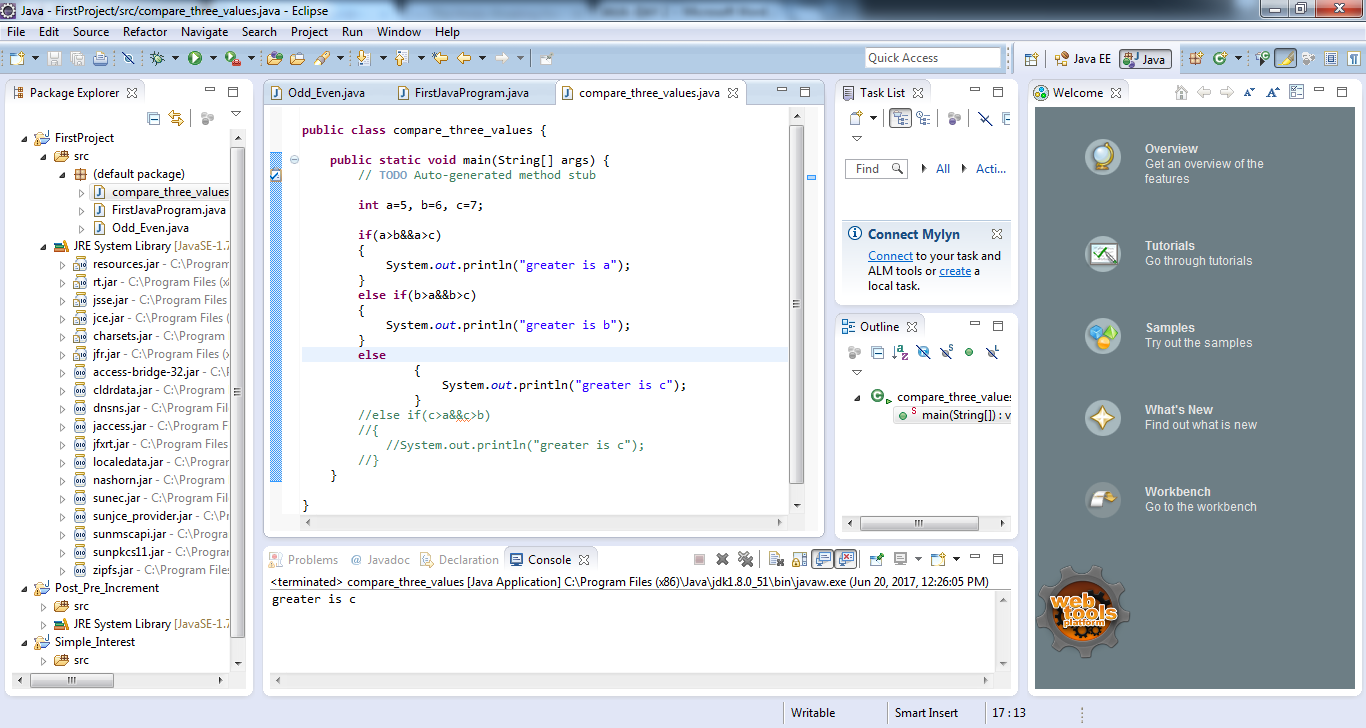 Java - FirstProject/src/compare_three_values.java - Eclipse
File Edit Source Refactor Navigate Search Project Run Window Help
Quick Access
Java EE
Java
Package Explorer
FirstProject
src
(default package)
compare_three_values
FirstJavaProgram.java
Odd_Even.java
JRE System Library [JavaSE-1.7
resources.jar - C:\Program
rt.jar - C:\Program Files (x
jsse.jar - C:\Program Files
jce.jar - C:\Program Files (
charsets.jar - C:\Program
jfr.jar - C:\Program Files (x
access-bridge-32.jar - C:\
cldrdata.jar - C:\Program
dnsns.jar - C:\Program Fil
jaccess.jar - C:\Program F
jfxrt.jar - C:\Program Files
localedata.jar - C:\Progra
nashorn.jar - C:\Program
sunec.jar - C:\Program Fil
sunjce_provider.jar - C:\Pr
sunmscapi.jar - C:\Progra
sunpkcs11.jar - C:\Progra
zipfs.jar - C:\Program Files
Post_Pre_Increment
src
JRE System Library [JavaSE-1.7
Simple_Interest
src
Odd_Even.java
FirstJavaProgram.java
compare_three_values.java
public class compare_three_values {
public static void main(String[] args) {
// TODO Auto-generated method stub
int a=5, b=6, c=7;
if(a>b&&a>c)
{
System.out.println("greater is a");
}
else if(b>a&&b>c)
{
System.out.println("greater is b");
}
else
{
System.out.println("greater is c");
}
//else if(c>a&&c>b)
//{
//System.out.println("greater is c");
//}
}
}
Task List
Find
All
Acti...
Connect Mylyn
Connect to your task and
ALM tools or create a
local task.
Outline
compare_three_values
main(String[]) : v
Problems
@ Javadoc
Declaration
Console
<terminated> compare_three_values [Java Application] C:\Program Files (x86)\Java\jdk1.8.0_51\bin\javaw.exe (Jun 20, 2017, 12:26:05 PM)
greater is c
Welcome
Overview
Get an overview of the
features
Tutorials
Go through tutorials
Samples
Try out the samples
What's New
Find out what is new
Workbench
Go to the workbench
web
tools
platform
Writable
Smart Insert
17 : 13